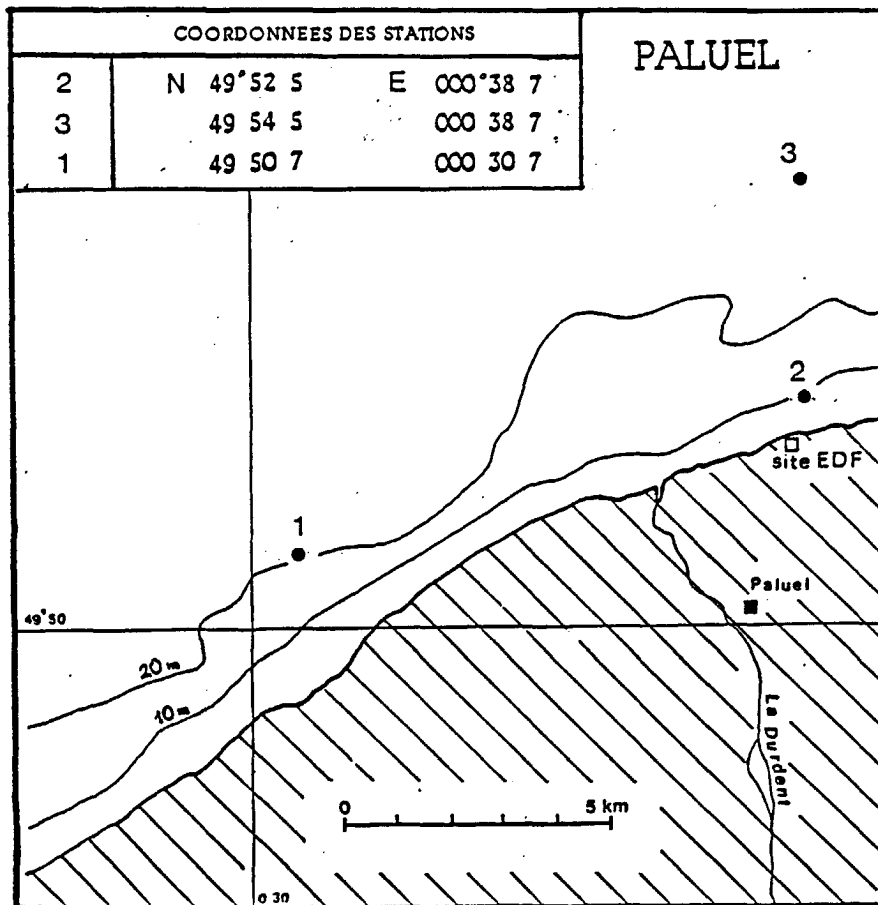 COORDONNEES DES STATIONS
PALUEL
2 N 49°52 5 E 000°38 7
3 49 54 5 000 38 7
1 49 50 7 000 30 7
3
2
site EDF
1
Paluel
49°50
20 m
10 m
La Durdent
0 5 km
0 30